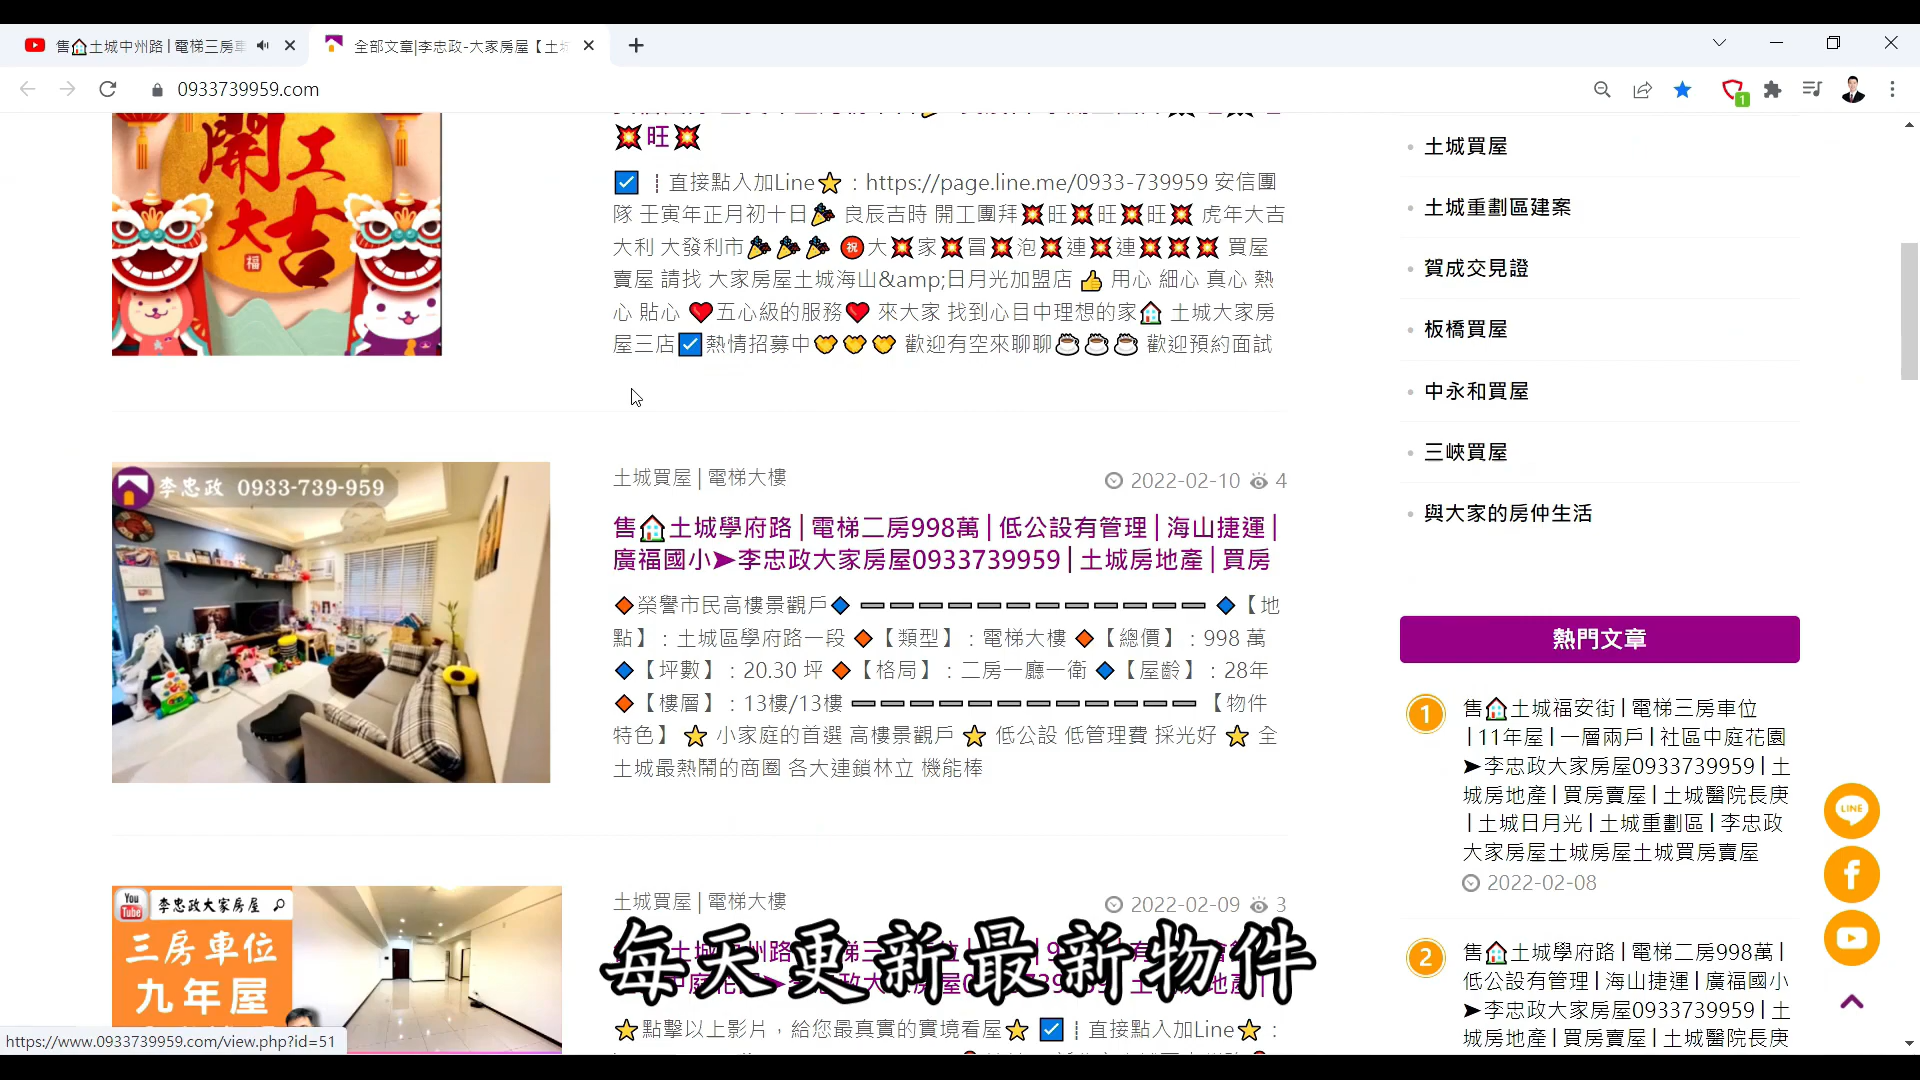 售🏠土城中州路 | 電梯三房車
全部文章|李忠政-大家房屋【土城
0933739959.com
開工大吉
福
💥旺💥
☑️ ┊直接點入加Line⭐：https://page.line.me/0933-739959 安信團
隊 壬寅年正月初十日🎉 良辰吉時 開工團拜💥旺💥旺💥旺💥 虎年大吉
大利 大發利市🎉🎉🎉 ㊗️大💥家💥冒💥泡💥連💥連💥💥💥 買屋
賣屋 請找 大家房屋土城海山&amp;日月光加盟店 👍 用心 細心 真心 熱
心 貼心 ❤️五心級的服務❤️ 來大家 找到心目中理想的家🏠 土城大家房
屋三店☑️熱情招募中🤝🤝🤝 歡迎有空來聊聊☕☕☕ 歡迎預約面試
李忠政 0933-739-959
土城買屋 | 電梯大樓
2022-02-10 4
售🏠土城學府路 | 電梯二房998萬 | 低公設有管理 | 海山捷運 |
廣福國小➤李忠政大家房屋0933739959 | 土城房地產 | 買房
🔶榮譽市民高樓景觀戶🔷 ➖➖➖➖➖➖➖➖➖➖➖➖ 🔷【地
點】：土城區學府路一段 🔶【類型】：電梯大樓 🔶【總價】：998 萬
🔷【坪數】：20.30 坪 🔶【格局】：二房一廳一衛 🔷【屋齡】：28年
🔶【樓層】：13樓/13樓 ➖➖➖➖➖➖➖➖➖➖➖➖ 【物件
特色】 ⭐ 小家庭的首選 高樓景觀戶 ⭐ 低公設 低管理費 採光好 ⭐ 全
土城最熱鬧的商圈 各大連鎖林立 機能棒
You Tube 李忠政大家房屋
三房車位
九年屋
土城買屋 | 電梯大樓
2022-02-09 3
每天更新最新物件
⭐點擊以上影片，給您最真實的實境看屋⭐ ☑️ ┊直接點入加Line⭐：
https://www.0933739959.com/view.php?id=51
土城買屋
土城重劃區建案
賀成交見證
板橋買屋
中永和買屋
三峽買屋
與大家的房仲生活
熱門文章
1
售🏠土城福安街 | 電梯三房車位
| 11年屋 | 一層兩戶 | 社區中庭花園
➤李忠政大家房屋0933739959 | 土
城房地產 | 買房賣屋 | 土城醫院長庚
| 土城日月光 | 土城重劃區 | 李忠政
大家房屋土城房屋土城買房賣屋
2022-02-08
2
售🏠土城學府路 | 電梯二房998萬 |
低公設有管理 | 海山捷運 | 廣福國小
➤李忠政大家房屋0933739959 | 土
城房地產 | 買房賣屋 | 土城醫院長庚
LINE